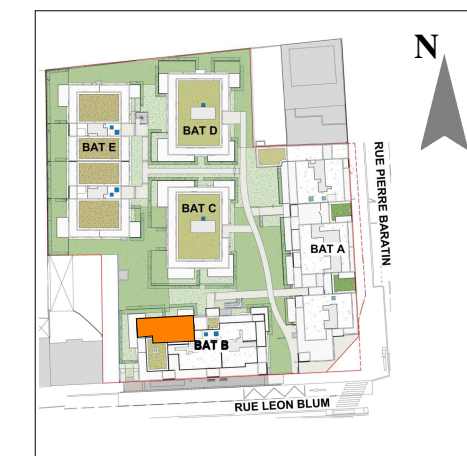 N
BAT D
BAT E
BAT C
BAT A
RUE PIERRE BARATIN
BAT B
RUE LEON BLUM